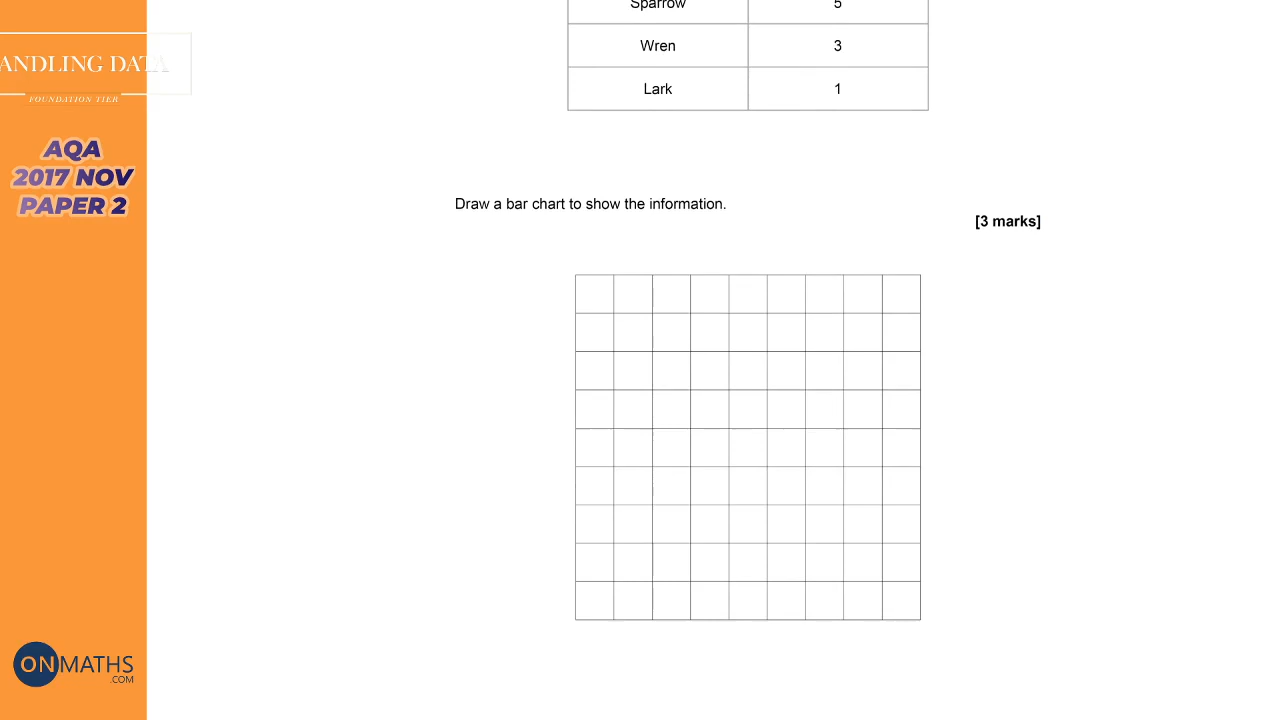 Sparrow 5
Wren 3
Lark 1
ANDLING DATA
FOUNDATION TIER
AQA
2017 NOV
PAPER 2
Draw a bar chart to show the information.
[3 marks]
ONMATHS
.COM